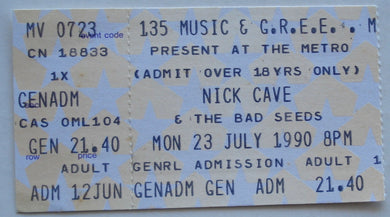 MV 0723
event code
CN 18833
1X
GENADM
CAS OML104
GEN 21.40
row price
ADULT
ADM 12JUN
135 MUSIC & G.R.E.E.. M
PRESENT AT THE METRO
(ADMIT OVER 18YRS ONLY)
NICK CAVE
& THE BAD SEEDS
MON 23 JULY 1990 8PM
GENRL ADMISSION ADULT 1
GENADM GEN ADM 21.40